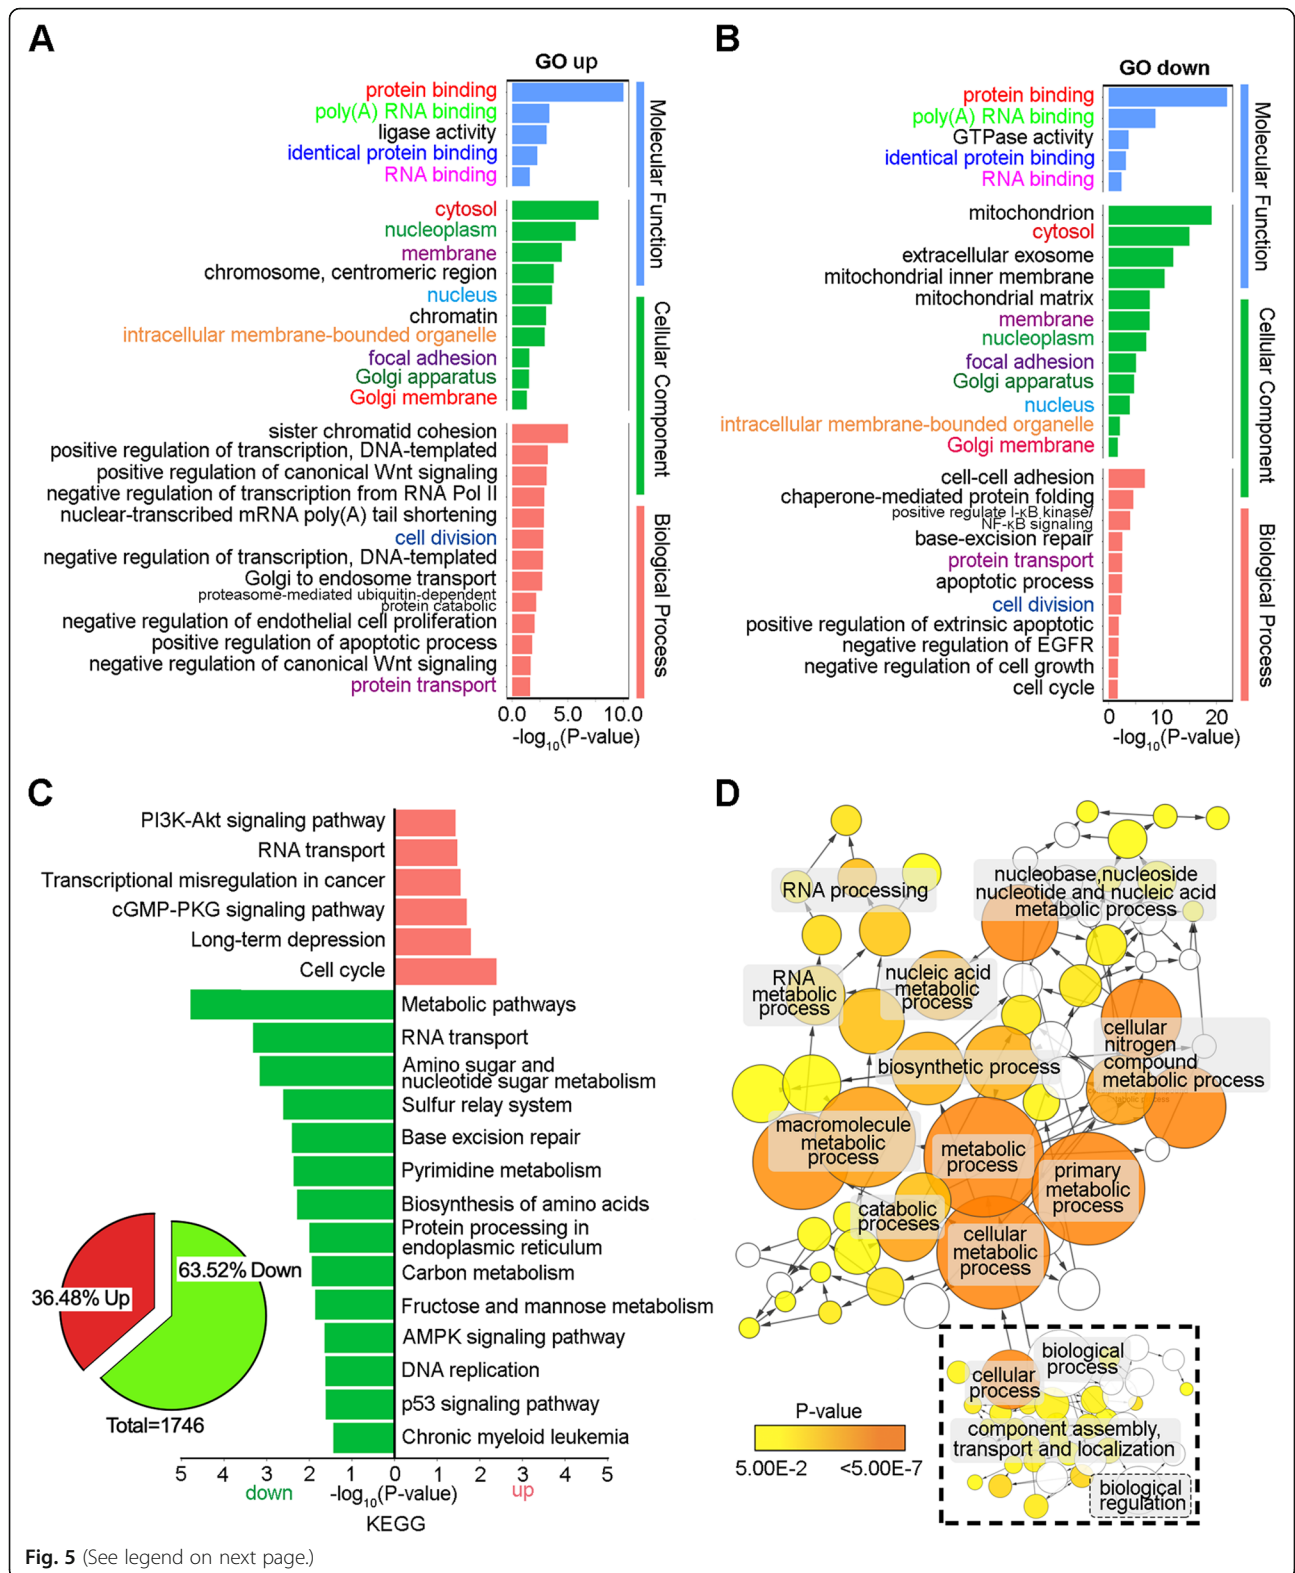 A
GO up
protein binding
poly(A) RNA binding
ligase activity
identical protein binding
RNA binding
Molecular Function
cytosol
nucleoplasm
membrane
chromosome, centromeric region
nucleus
chromatin
intracellular membrane-bounded organelle
focal adhesion
Golgi apparatus
Golgi membrane
Cellular Component
sister chromatid cohesion
positive regulation of transcription, DNA-templated
positive regulation of canonical Wnt signaling
negative regulation of transcription from RNA Pol II
nuclear-transcribed mRNA poly(A) tail shortening
cell division
negative regulation of transcription, DNA-templated
Golgi to endosome transport
proteasome-mediated ubiquitin-dependent
protein catabolic
negative regulation of endothelial cell proliferation
positive regulation of apoptotic process
negative regulation of canonical Wnt signaling
protein transport
Biological Process
0.0 5.0 10.0
-log10(P-value)
B
GO down
protein binding
poly(A) RNA binding
GTPase activity
identical protein binding
RNA binding
Molecular Function
mitochondrion
cytosol
extracellular exosome
mitochondrial inner membrane
mitochondrial matrix
membrane
nucleoplasm
focal adhesion
Golgi apparatus
nucleus
intracellular membrane-bounded organelle
Golgi membrane
Cellular Component
cell-cell adhesion
chaperone-mediated protein folding
positive regulate I-κB kinase/
NF-κB signaling
base-excision repair
protein transport
apoptotic process
cell division
positive regulation of extrinsic apoptotic
negative regulation of EGFR
negative regulation of cell growth
cell cycle
Biological Process
0 10 20
-log10(P-value)
C
PI3K-Akt signaling pathway
RNA transport
Transcriptional misregulation in cancer
cGMP-PKG signaling pathway
Long-term depression
Cell cycle
Metabolic pathways
RNA transport
Amino sugar and
nucleotide sugar metabolism
Sulfur relay system
Base excision repair
Pyrimidine metabolism
Biosynthesis of amino acids
Protein processing in
endoplasmic reticulum
Carbon metabolism
Fructose and mannose metabolism
AMPK signaling pathway
DNA replication
p53 signaling pathway
Chronic myeloid leukemia
63.52% Down
36.48% Up
Total=1746
5 4 3 2 1 0 1 2 3 4 5
down -log10(P-value) up
KEGG
D
RNA processing
nucleobase,nucleoside
nucleotide and nucleic acid
metabolic process
RNA
metabolic
process
nucleic acid
metabolic
process
cellular
nitrogen
compound
metabolic process
biosynthetic process
macromolecule
metabolic
process
metabolic
process
primary
metabolic
process
catabolic
proceses
cellular
metabolic
process
biological
process
cellular
process
component assembly,
transport and localization
biological
regulation
P-value
5.00E-2 <5.00E-7
Fig. 5 (See legend on next page.)